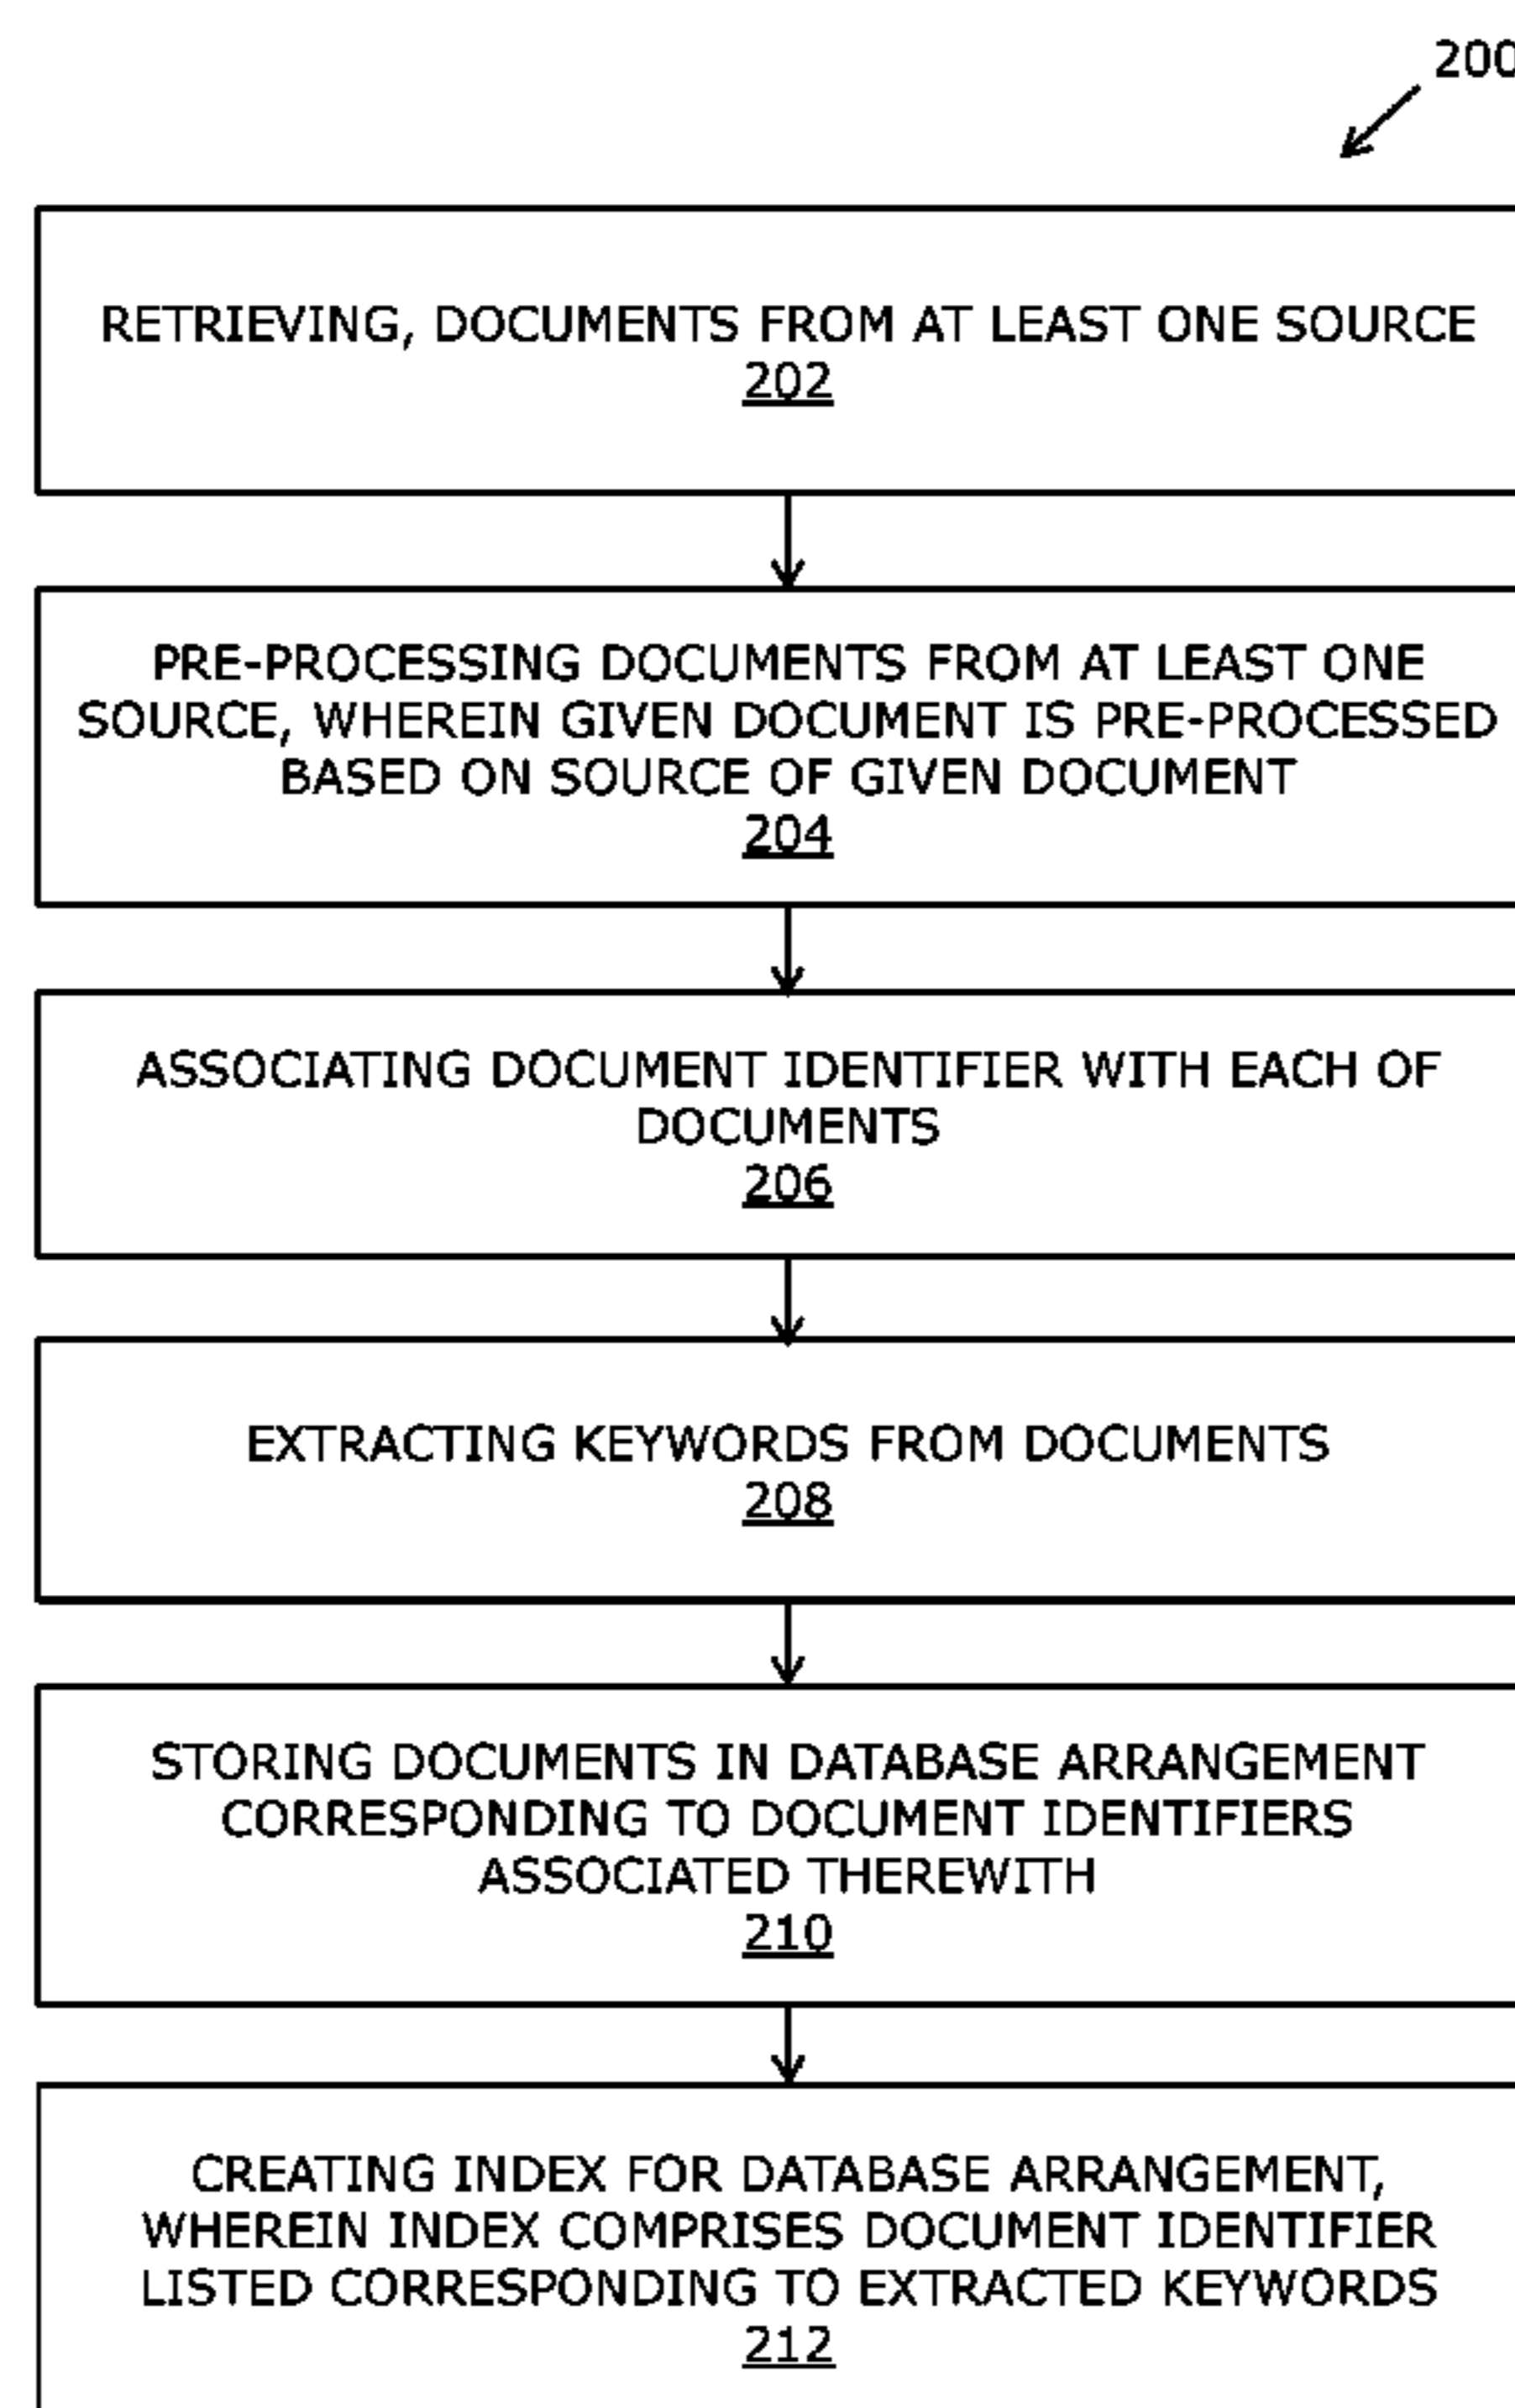 200
RETRIEVING, DOCUMENTS FROM AT LEAST ONE SOURCE
202
PRE-PROCESSING DOCUMENTS FROM AT LEAST ONE
SOURCE, WHEREIN GIVEN DOCUMENT IS PRE-PROCESSED
BASED ON SOURCE OF GIVEN DOCUMENT
204
ASSOCIATING DOCUMENT IDENTIFIER WITH EACH OF
DOCUMENTS
206
EXTRACTING KEYWORDS FROM DOCUMENTS
208
STORING DOCUMENTS IN DATABASE ARRANGEMENT
CORRESPONDING TO DOCUMENT IDENTIFIERS
ASSOCIATED THEREWITH
210
CREATING INDEX FOR DATABASE ARRANGEMENT,
WHEREIN INDEX COMPRISES DOCUMENT IDENTIFIER
LISTED CORRESPONDING TO EXTRACTED KEYWORDS
212